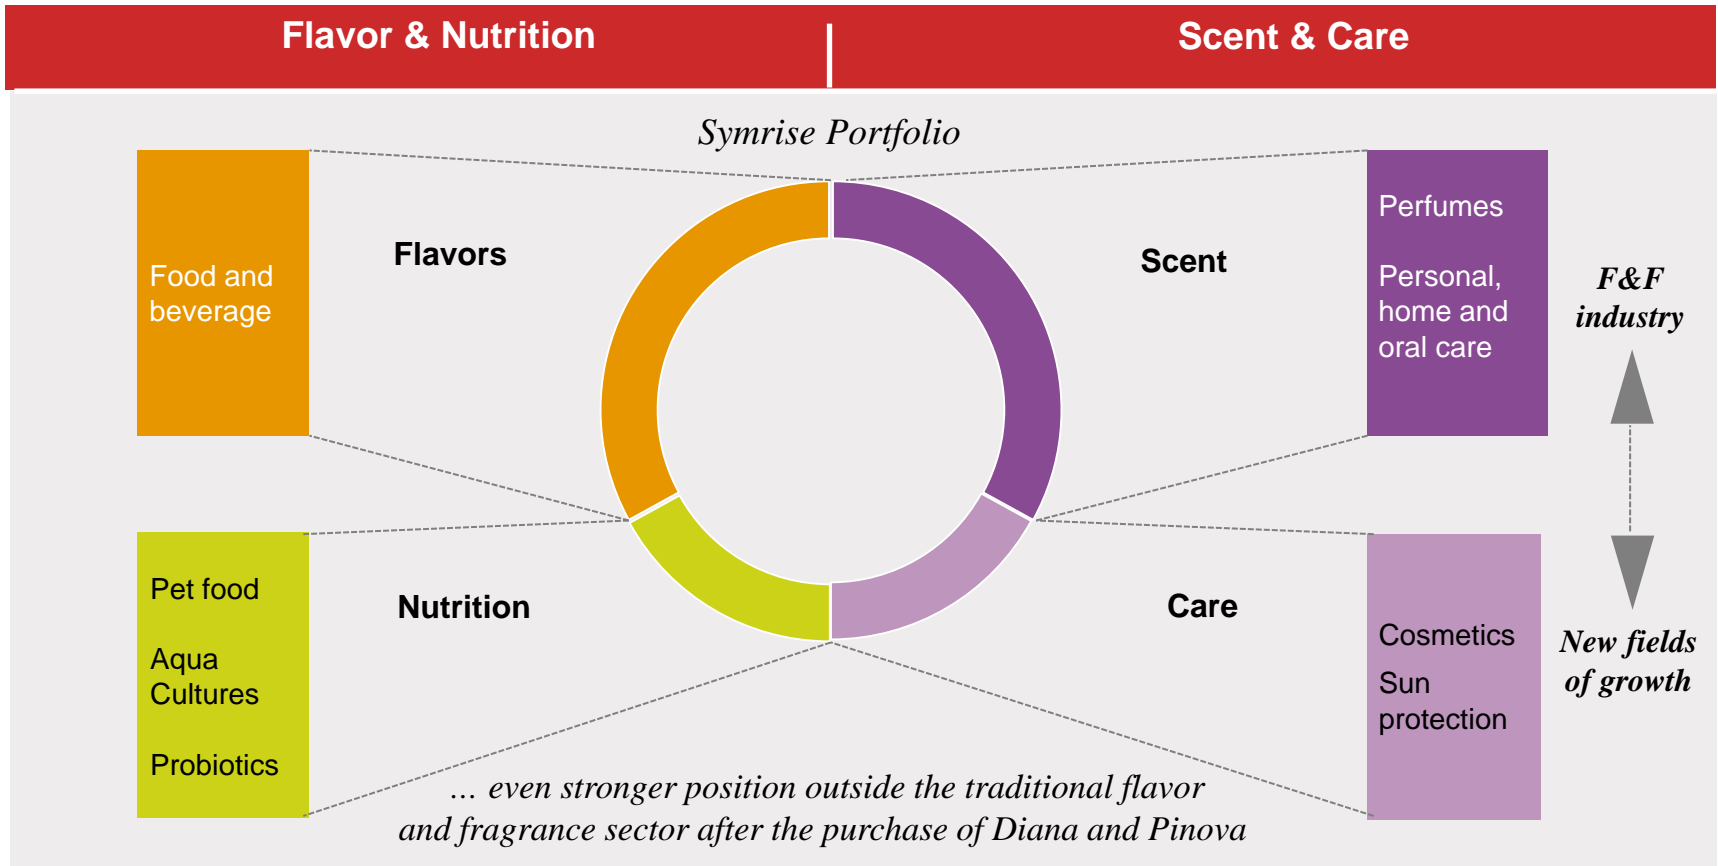 Flavor & Nutrition
Scent & Care
Symrise Portfolio
Food and
beverage
Flavors
Scent
Perfumes
Personal,
home and
oral care
F&F
industry
Pet food
Aqua
Cultures
Probiotics
Nutrition
Care
Cosmetics
Sun
protection
New fields
of growth
... even stronger position outside the traditional flavor
and fragrance sector after the purchase of Diana and Pinova